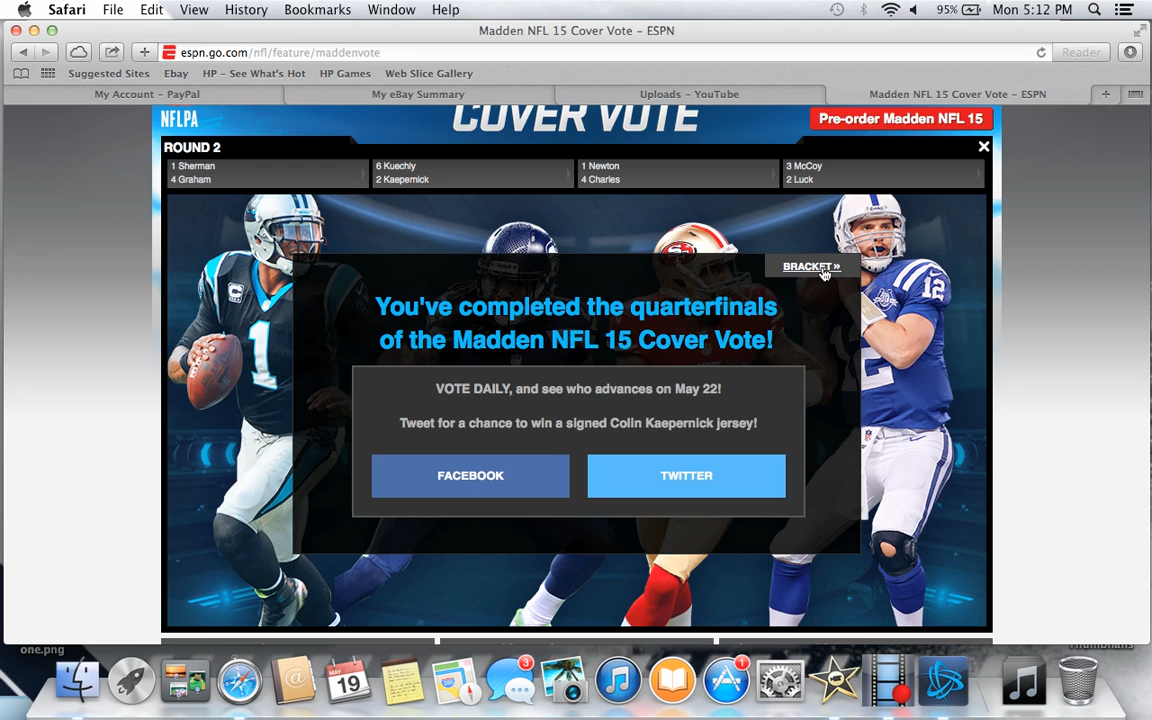 Safari File Edit View History Bookmarks Window Help 95% Mon 5:12 PM
Madden NFL 15 Cover Vote – ESPN
espn.go.com/nfl/feature/maddenvote Reader
Suggested Sites Ebay HP – See What's Hot HP Games Web Slice Gallery
My Account – PayPal My eBay Summary Uploads – YouTube Madden NFL 15 Cover Vote – ESPN
NFLPA COVER VOTE Pre-order Madden NFL 15
ROUND 2
1 Sherman 6 Kuechly 1 Newton 3 McCoy
4 Graham 2 Kaepernick 4 Charles 2 Luck
BRACKET »
You've completed the quarterfinals
of the Madden NFL 15 Cover Vote!
VOTE DAILY, and see who advances on May 22!
Tweet for a chance to win a signed Colin Kaepernick jersey!
FACEBOOK TWITTER
C
1
12
2
one.png
MAY
19
3
1